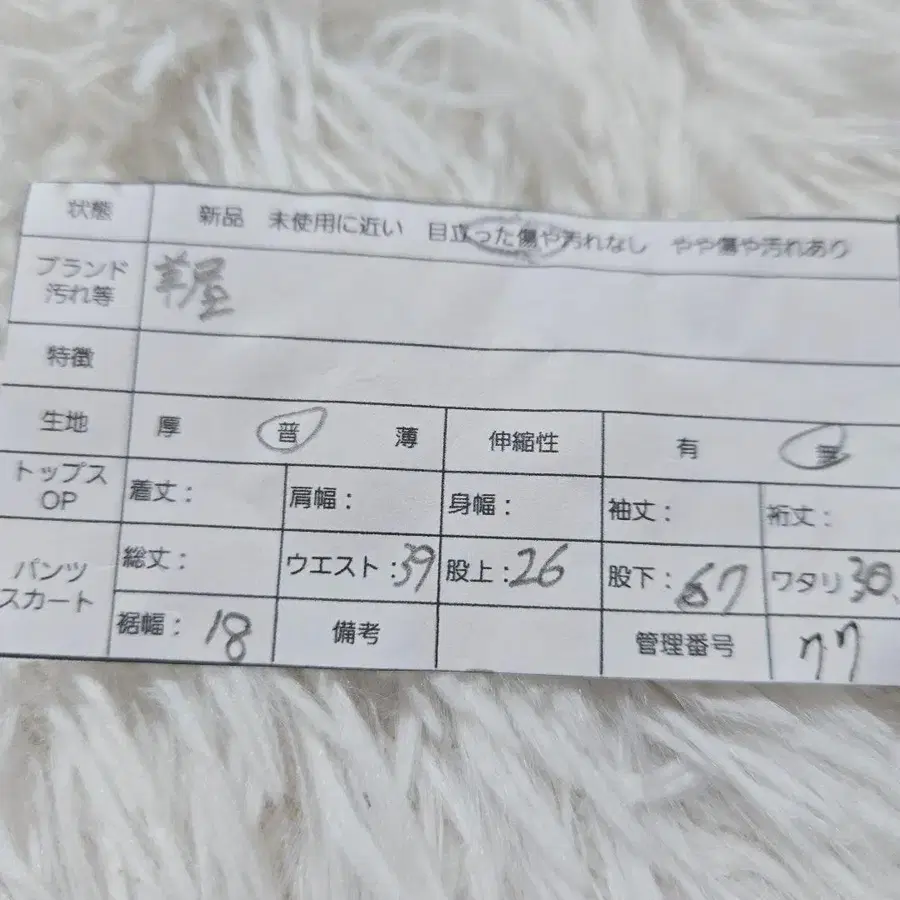 状態 新品 未使用に近い 目立った傷や汚れなし やや傷や汚れあり
ブランド
汚れ等 羊屋
特徴
生地 厚 普 薄 伸縮性 有 無
トップス
OP 着丈： 肩幅： 身幅： 袖丈： 裄丈：
パンツ
スカート 総丈： ウエスト：39 股上：26 股下：67 ワタリ30
裾幅：18 備考 管理番号 77